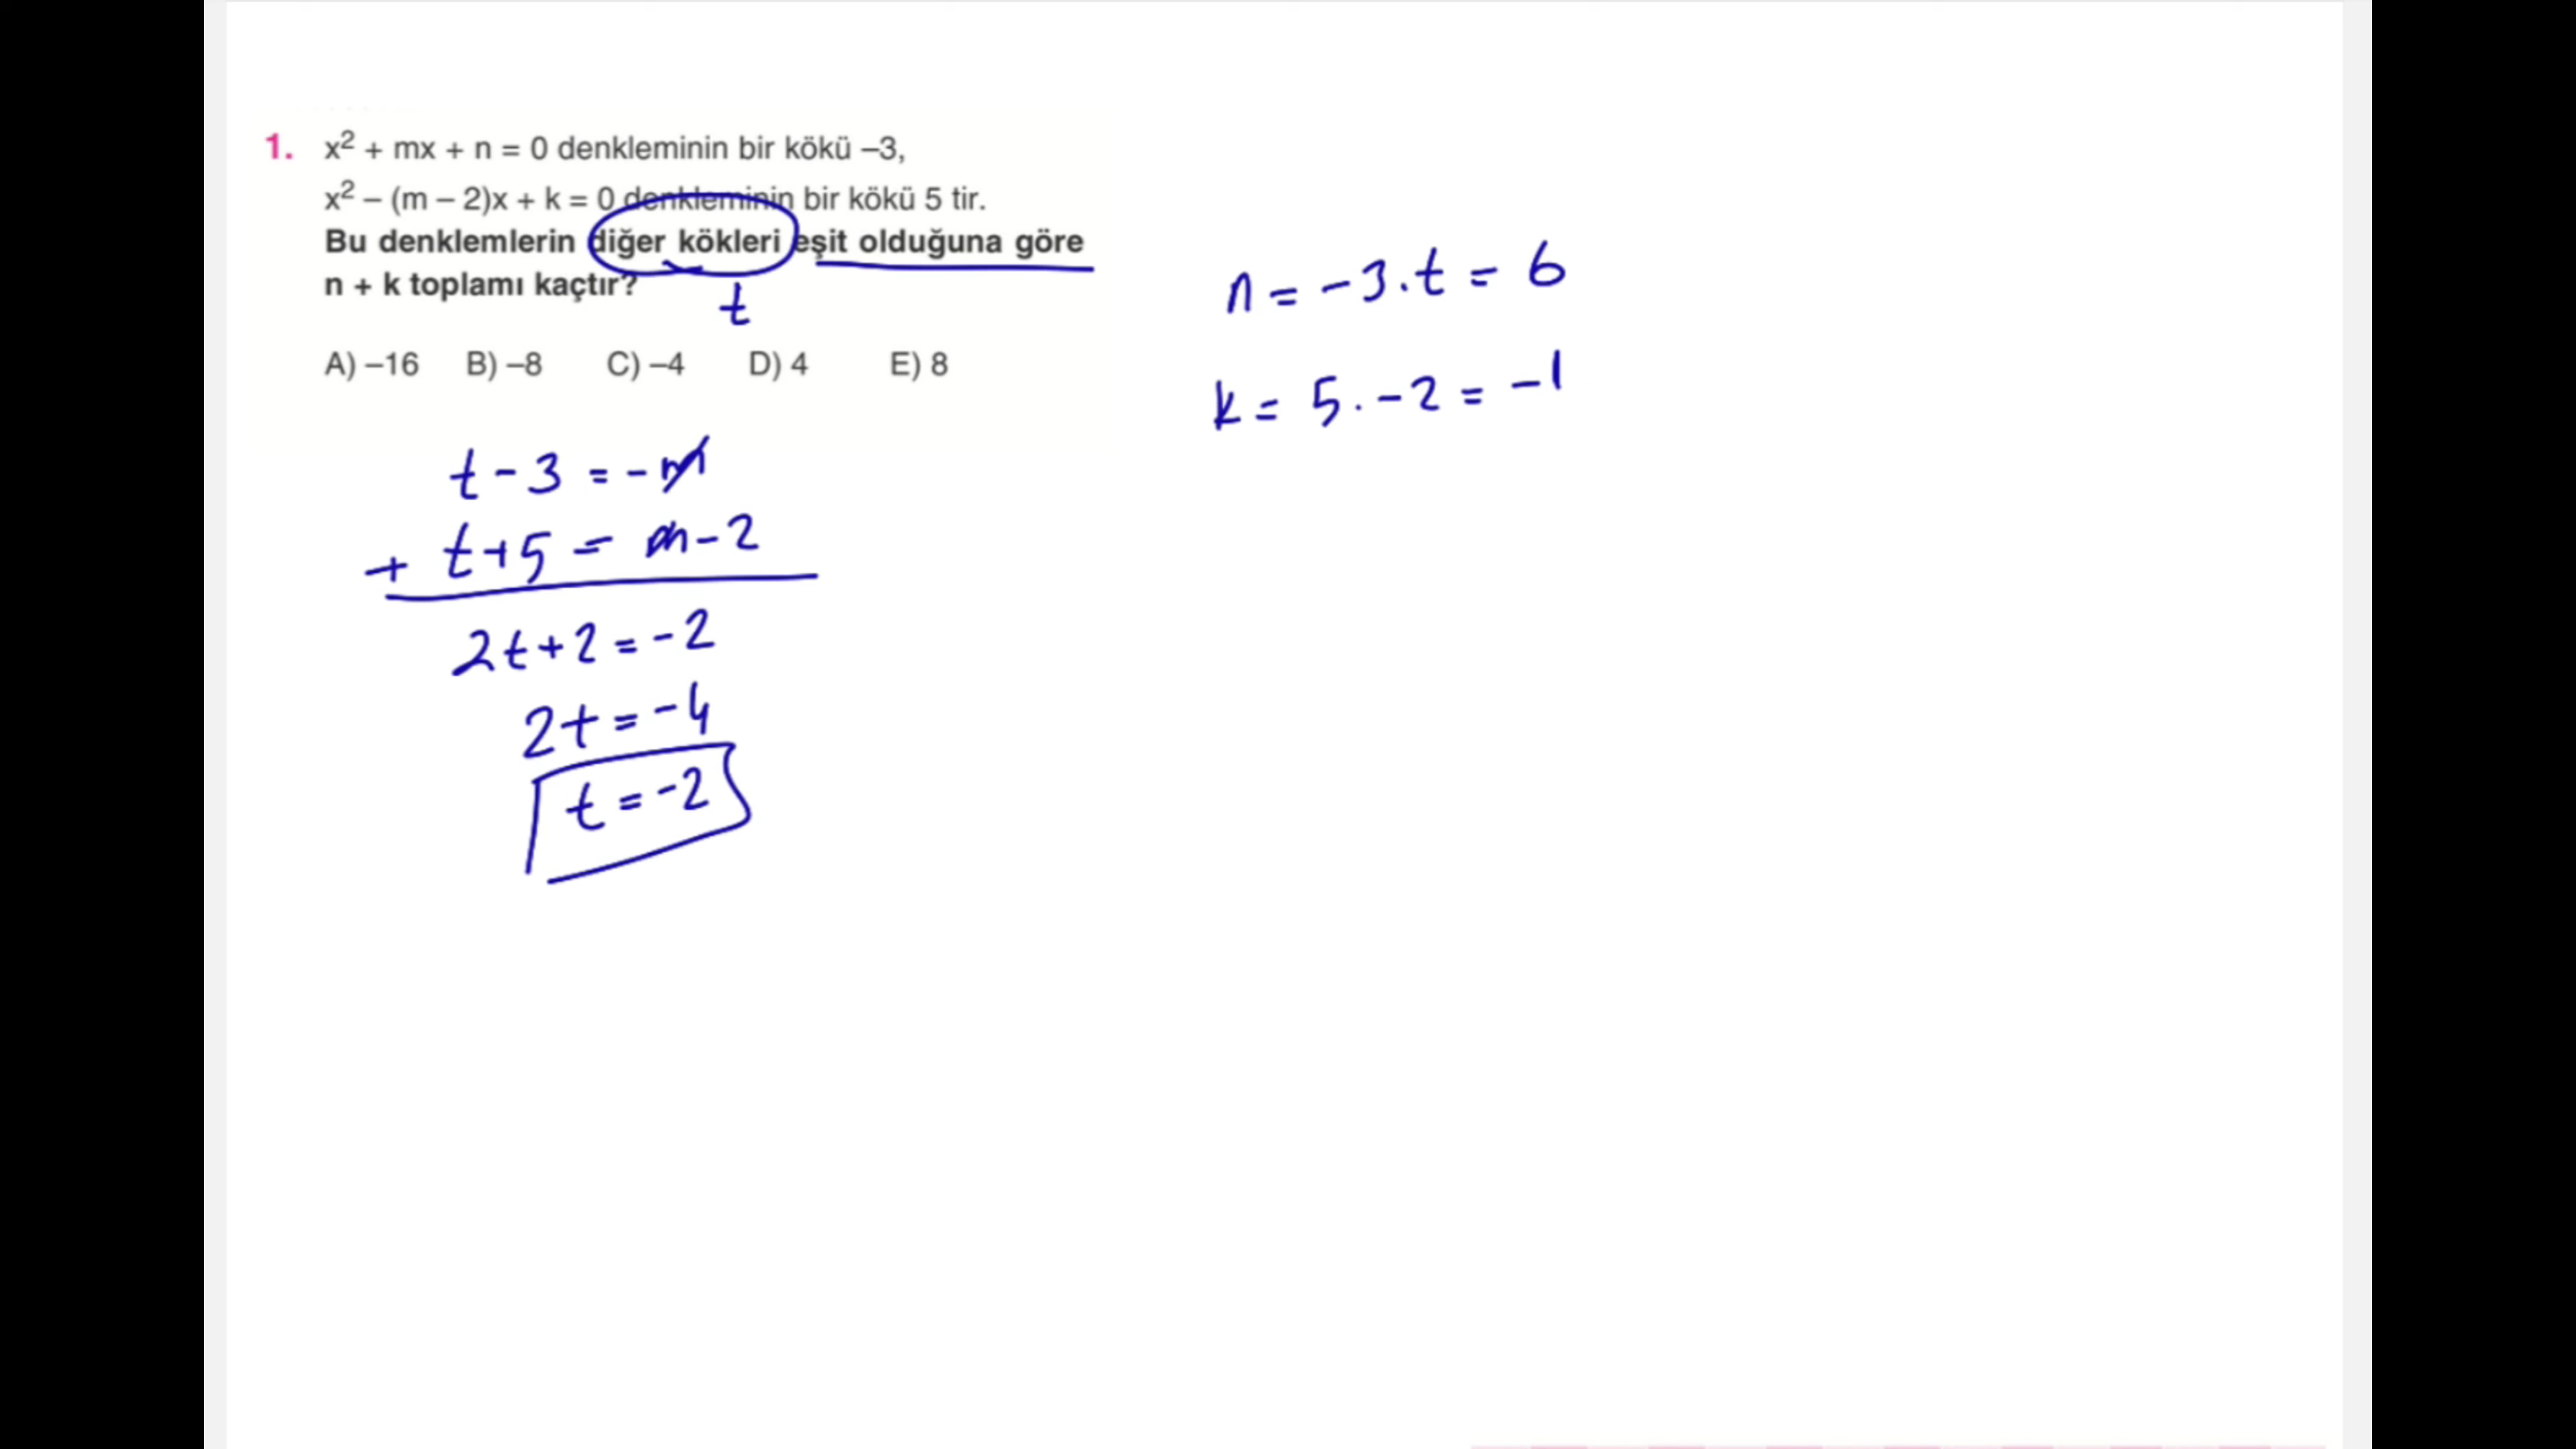 1. x² + mx + n = 0 denkleminin bir kökü –3,
x² – (m – 2)x + k = 0 denkleminin bir kökü 5 tir.
Bu denklemlerin diğer kökleri eşit olduğuna göre
n + k toplamı kaçtır?
t
A) –16 B) –8 C) –4 D) 4 E) 8
t - 3 = - m
+ t + 5 = m - 2
2t + 2 = -2
2t = -4
t = -2
n = -3 . t = 6
k = 5 . -2 = -1